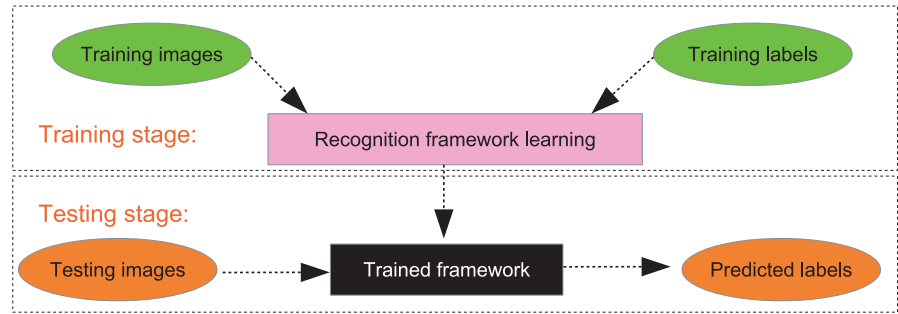 Training images
Training labels
Training stage:
Recognition framework learning
Testing stage:
Testing images
Trained framework
Predicted labels